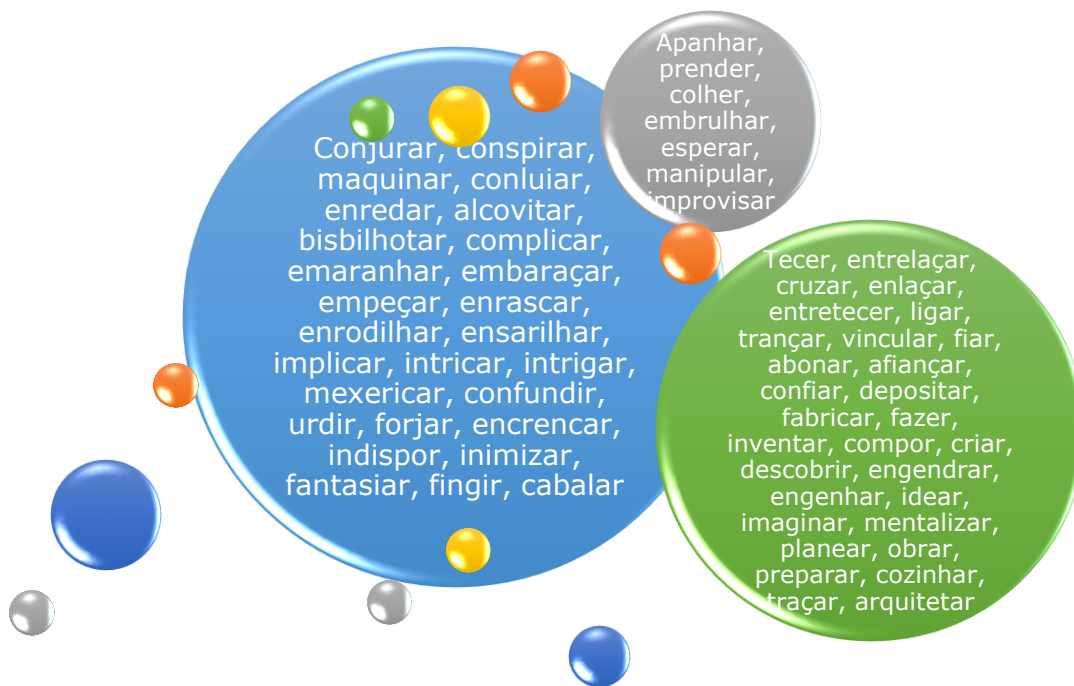 Apanhar,
prender,
colher,
embrulhar,
esperar,
manipular,
improvisar
Conjurar, conspirar,
maquinar, conluiar,
enredar, alcovitar,
bisbilhotar, complicar,
emaranhar, embaraçar,
empeçar, enrascar,
enrodilhar, ensarilhar,
implicar, intricar, intrigar,
mexericar, confundir,
urdir, forjar, encrencar,
indispor, inimizar,
fantasiar, fingir, cabalar
Tecer, entrelaçar,
cruzar, enlaçar,
entretecer, ligar,
trançar, vincular, fiar,
abonar, afiançar,
confiar, depositar,
fabricar, fazer,
inventar, compor, criar,
descobrir, engendrar,
engenhar, idear,
imaginar, mentalizar,
planear, obrar,
preparar, cozinhar,
traçar, arquitetar